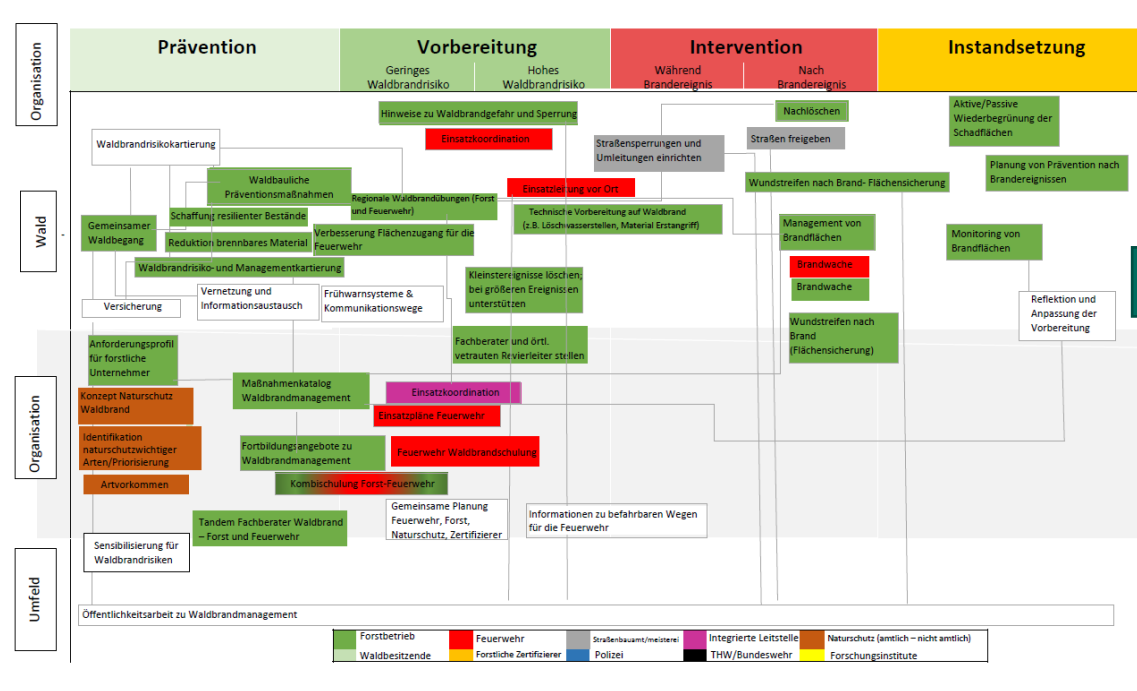 Prävention
Vorbereitung
Intervention
Instandsetzung
Geringes
Waldbrandrisiko
Hohes
Waldbrandrisiko
Während
Brandereignis
Nach
Brandereignis
Organisation
Wald
Organisation
Umfeld
Hinweise zu Waldbrandgefahr und Sperrung
Einsatzkoordination
Nachlöschen
Straßen freigeben
Straßensperrungen und
Umleitungen einrichten
Aktive/Passive
Wiederbegrünung der
Schadflächen
Planung von Prävention nach
Brandereignissen
Waldbrandrisikokartierung
Waldbauliche
Präventionsmaßnahmen
Einsatzleitung vor Ort
Wundstreifen nach Brand- Flächensicherung
Regionale Waldbrandübungen (Forst
und Feuerwehr)
Technische Vorbereitung auf Waldbrand
(z.B. Löschwasserstellen, Material Erstangriff)
Gemeinsamer
Waldbegang
Schaffung resilienter Bestände
Reduktion brennbares Material
Verbesserung Flächenzugang für die
Feuerwehr
Management von
Brandflächen
Monitoring von
Brandflächen
Waldbrandrisiko- und Managementkartierung
Kleinstereignisse löschen;
bei größeren Ereignissen
unterstützen
Brandwache
Brandwache
Versicherung
Vernetzung und
Informationsaustausch
Frühwarnsysteme &
Kommunikationswege
Reflektion und
Anpassung der
Vorbereitung
Wundstreifen nach
Brand
(Flächensicherung)
Anforderungsprofil
für forstliche
Unternehmer
Fachberater und örtl.
vetrauten Revierleiter stellen
Maßnahmenkatalog
Waldbrandmanagement
Einsatzkoordination
Konzept Naturschutz
Waldbrand
Einsatzpläne Feuerwehr
Identifikation
naturschutzwichtiger
Arten/Priorisierung
Fortbildungsangebote zu
Waldbrandmanagement
Feuerwehr Waldbrandschulung
Artvorkommen
Kombischulung Forst-Feuerwehr
Gemeinsame Planung
Feuerwehr, Forst,
Naturschutz, Zertifizierer
Informationen zu befahrbaren Wegen
für die Feuerwehr
Tandem Fachberater Waldbrand
– Forst und Feuerwehr
Sensibilisierung für
Waldbrandrisiken
Öffentlichkeitsarbeit zu Waldbrandmanagement
Forstbetrieb
Feuerwehr
Straßenbauamt/meisterei
Integrierte Leitstelle
Naturschutz (amtlich – nicht amtlich)
Waldbesitzende
Forstliche Zertifizierer
Polizei
THW/Bundeswehr
Forschungsinstitute